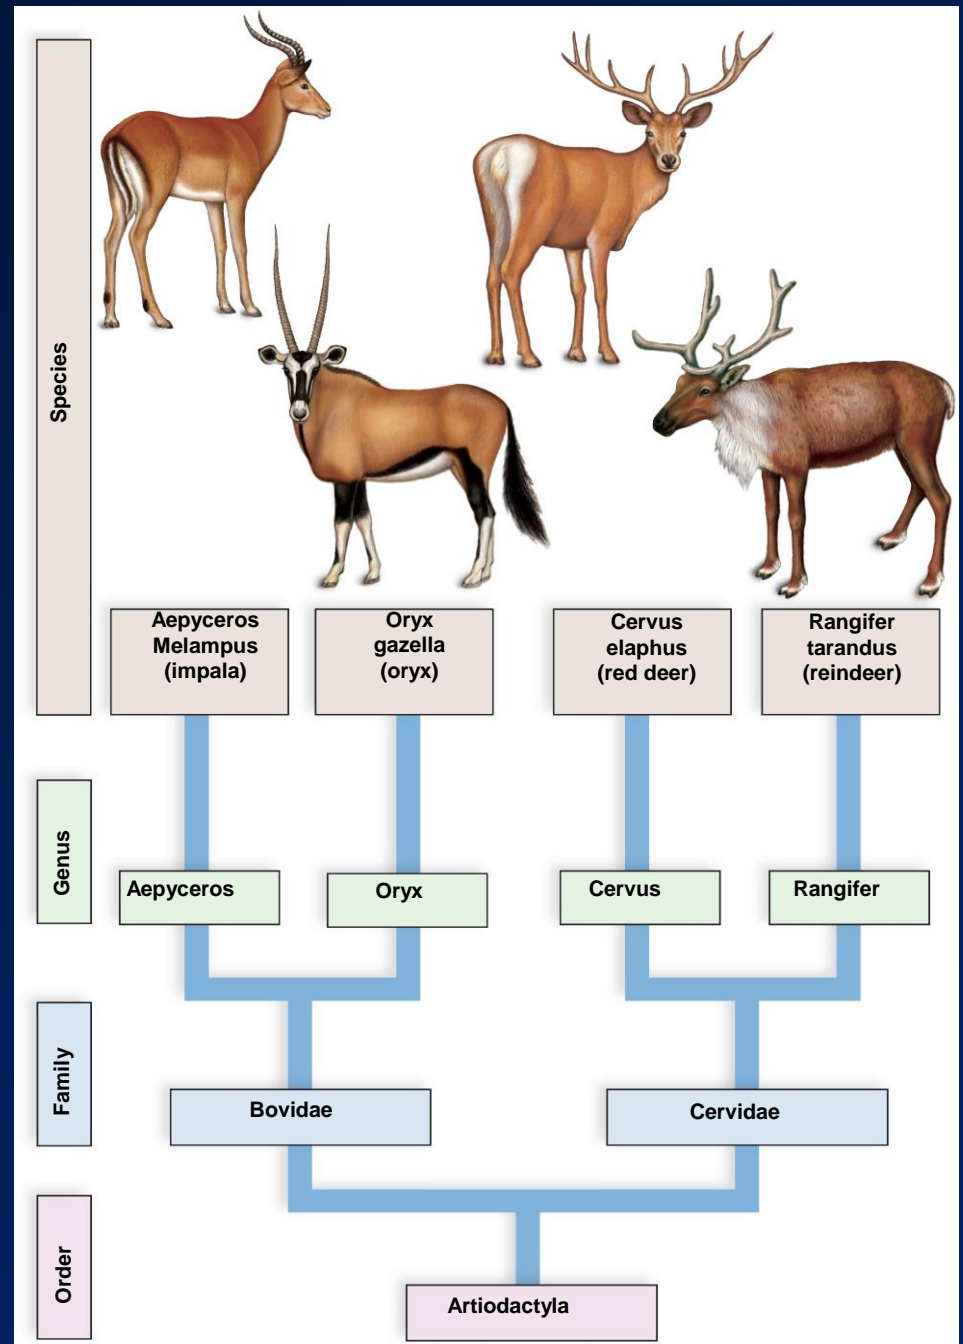 Species
Aepyceros
Melampus
(impala)
Oryx
gazella
(oryx)
Cervus
elaphus
(red deer)
Rangifer
tarandus
(reindeer)
Genus
Aepyceros
Oryx
Cervus
Rangifer
Family
Bovidae
Cervidae
Order
Artiodactyla